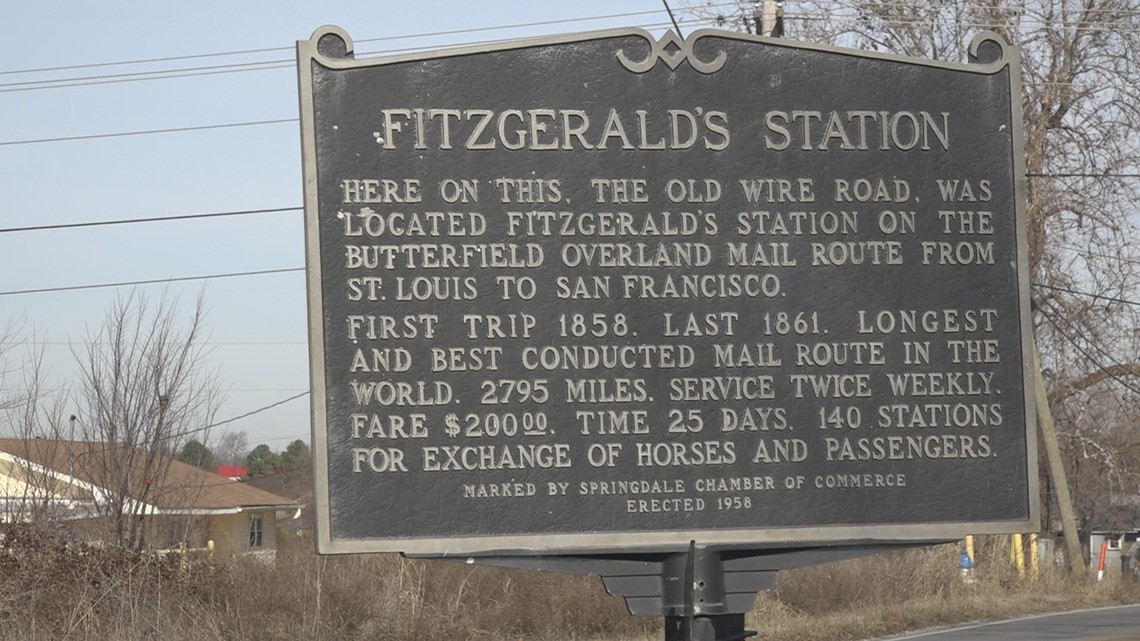 FITZGERALD'S STATION
HERE ON THIS, THE OLD WIRE ROAD, WAS
LOCATED FITZGERALD'S STATION ON THE
BUTTERFIELD OVERLAND MAIL ROUTE FROM
ST. LOUIS TO SAN FRANCISCO.
FIRST TRIP 1858. LAST 1861. LONGEST
AND BEST CONDUCTED MAIL ROUTE IN THE
WORLD. 2795 MILES. SERVICE TWICE WEEKLY.
FARE $200.00. TIME 25 DAYS. 140 STATIONS
FOR EXCHANGE OF HORSES AND PASSENGERS.
MARKED BY SPRINGDALE CHAMBER OF COMMERCE
ERECTED 1958